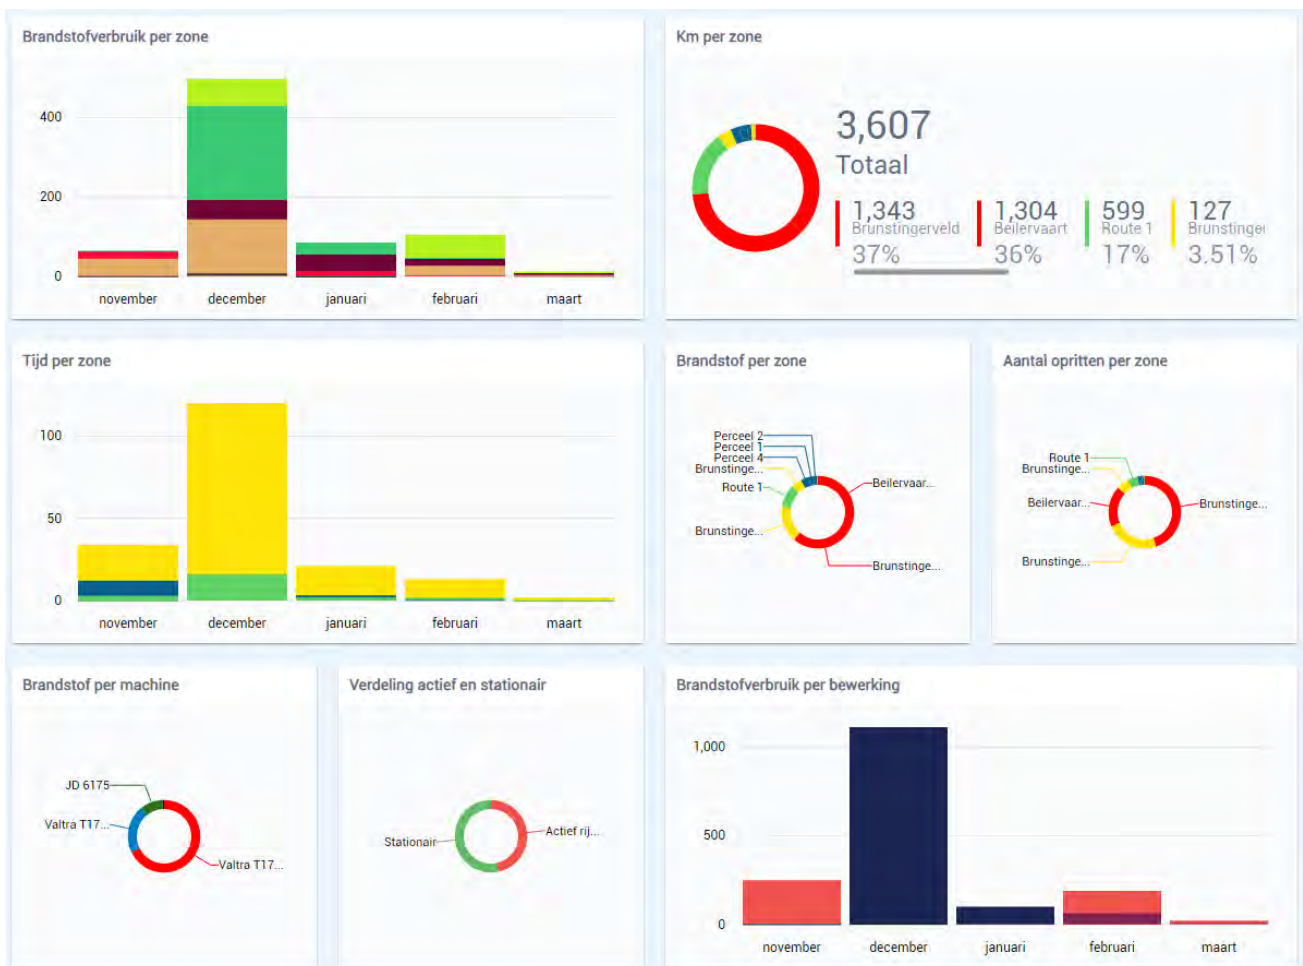 Brandstofverbruik per zone
400
200
0
november december januari februari maart
Km per zone
3,607
Totaal
1,343 1,304 599 127
Brunstingerveld Beilervaart Route 1 Brunstinger
37% 36% 17% 3.51%
Tijd per zone
100
50
0
november december januari februari maart
Brandstof per zone
Perceel 2
Perceel 1
Perceel 4
Brunstinge...
Route 1
Beilervaar...
Brunstinge...
Brunstinge...
Aantal opritten per zone
Route 1
Brunstinge...
Beilervaar...
Brunstinge...
Brunstinge...
Brandstof per machine
JD 6175
Valtra T17...
Valtra T17...
Verdeling actief en stationair
Actief rij...
Stationair
Brandstofverbruik per bewerking
1,000
500
0
november december januari februari maart